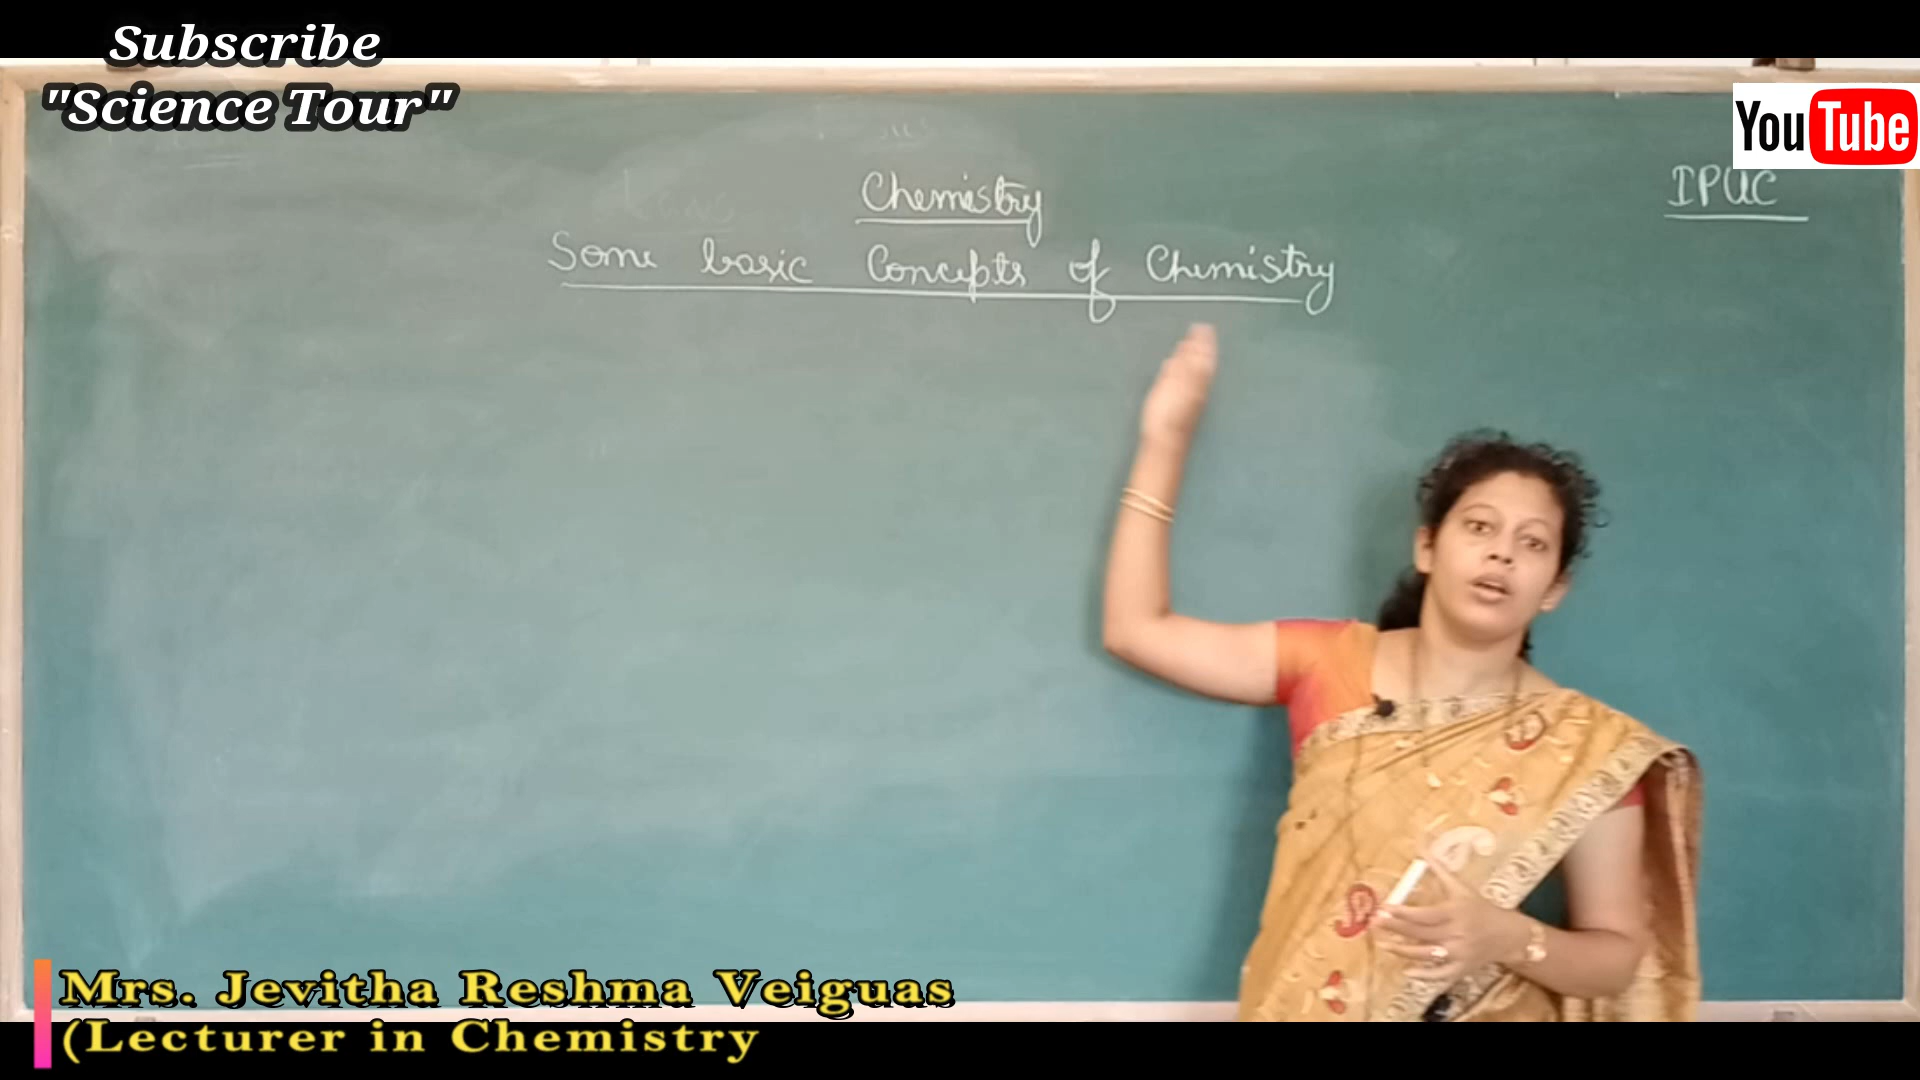 Subscribe
"Science Tour"
YouTube
IPUC
Chemistry
Some basic Concepts of Chemistry
Mrs. Jevitha Reshma Veiguas
(Lecturer in Chemistry